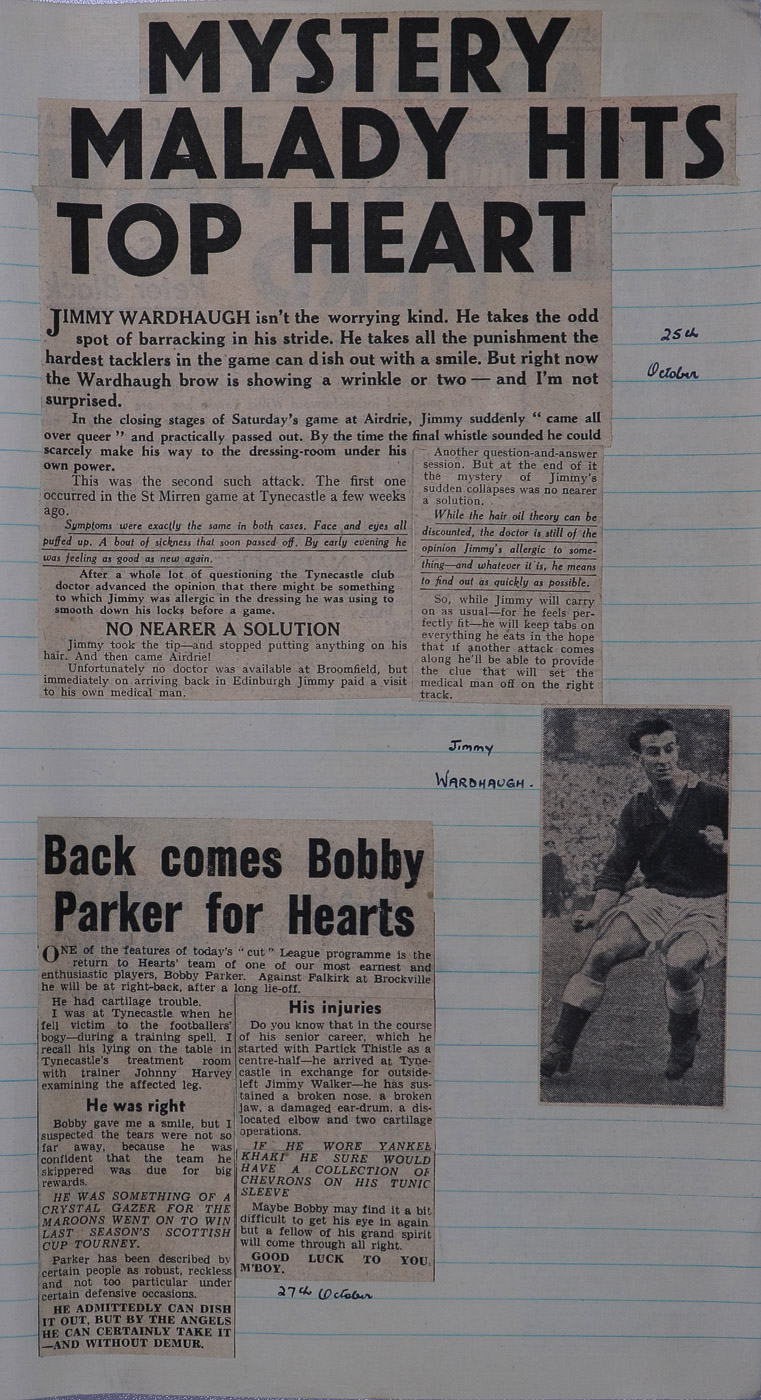 MYSTERY
MALADY HITS
TOP HEART
JIMMY WARDHAUGH isn't the worrying kind. He takes the odd
spot of barracking in his stride. He takes all the punishment the
hardest tacklers in the game can dish out with a smile. But right now
the Wardhaugh brow is showing a wrinkle or two — and I'm not
surprised.
In the closing stages of Saturday's game at Airdrie, Jimmy suddenly " came all
over queer " and practically passed out. By the time the final whistle sounded he could
scarcely make his way to the dressing-room under his
own power.
This was the second such attack. The first one
occurred in the St Mirren game at Tynecastle a few weeks
ago.
Symptoms were exactly the same in both cases. Face and eyes all
puffed up. A bout of sickness that soon passed off. By early evening he
was feeling as good as new again.
After a whole lot of questioning the Tynecastle club
doctor advanced the opinion that there might be something
to which Jimmy was allergic in the dressing he was using to
smooth down his locks before a game.
NO NEARER A SOLUTION
Jimmy took the tip—and stopped putting anything on his
hair. And then came Airdrie!
Unfortunately no doctor was available at Broomfield, but
immediately on arriving back in Edinburgh Jimmy paid a visit
to his own medical man.
Another question-and-answer
session. But at the end of it
the mystery of Jimmy's
sudden collapses was no nearer
a solution.
While the hair oil theory can be
discounted, the doctor is still of the
opinion Jimmy's allergic to some-
thing—and whatever it is, he means
to find out as quickly as possible.
So, while Jimmy will carry
on as usual—for he feels per-
fectly fit—he will keep tabs on
everything he eats in the hope
that if another attack comes
along he'll be able to provide
the clue that will set the
medical man off on the right
track.
25th
October
Jimmy
WARDHAUGH.
Back comes Bobby
Parker for Hearts
ONE of the features of today's "cut" League programme is the
return to Hearts' team of one of our most earnest and
enthusiastic players, Bobby Parker. Against Falkirk at Brockville
he will be at right-back, after a long lie-off.
He had cartilage trouble.
I was at Tynecastle when he
fell victim to the footballers'
bogy—during a training spell. I
recall his lying on the table in
Tynecastle's treatment room
with trainer Johnny Harvey
examining the affected leg.
He was right
Bobby gave me a smile, but I
suspected the tears were not so
far away, because he was
confident that the team he
skippered was due for big
rewards.
HE WAS SOMETHING OF A
CRYSTAL GAZER FOR THE
MAROONS WENT ON TO WIN
LAST SEASON'S SCOTTISH
CUP TOURNEY.
Parker has been described by
certain people as robust, reckless
and not too particular under
certain defensive occasions.
HE ADMITTEDLY CAN DISH
IT OUT, BUT BY THE ANGELS
HE CAN CERTAINLY TAKE IT
—AND WITHOUT DEMUR.
His injuries
Do you know that in the course
of his senior career, which he
started with Partick Thistle as a
centre-half—he arrived at Tyne-
castle in exchange for outside-
left Jimmy Walker—he has sus-
tained a broken nose, a broken
jaw, a damaged ear-drum, a dis-
located elbow and two cartilage
operations.
IF HE WORE YANKEE
KHAKI HE SURE WOULD
HAVE A COLLECTION OF
CHEVRONS ON HIS TUNIC
SLEEVE
Maybe Bobby may find it a bit
difficult to get his eye in again
but a fellow of his grand spirit
will come through all right.
GOOD LUCK TO YOU,
M'BOY.
27th October